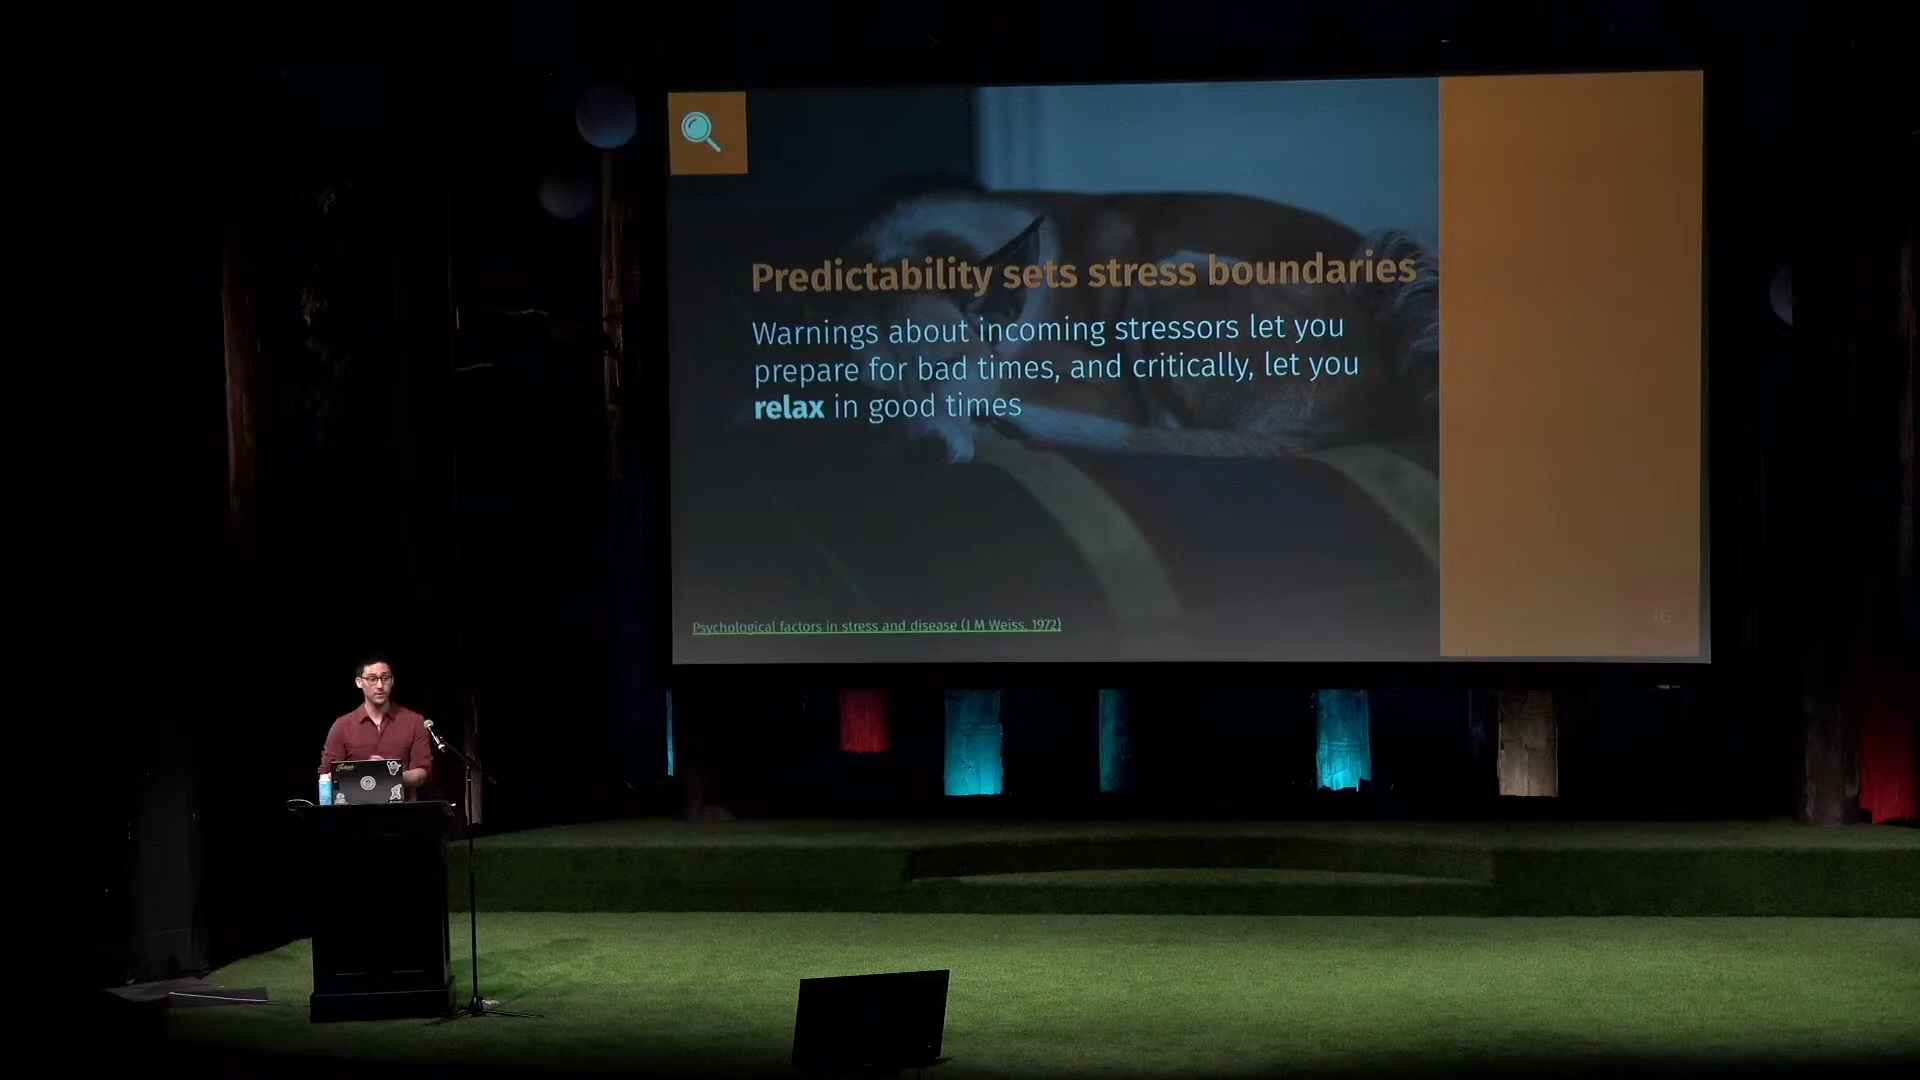 Predictability sets stress boundaries
Warnings about incoming stressors let you
prepare for bad times, and critically, let you
relax in good times
Psychological factors in stress and disease (J M Weiss, 1972)
16